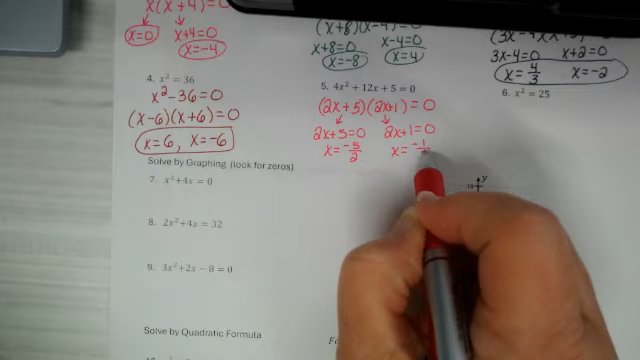 x(x+4)=0
x=0 x+4=0
x=-4
(x+8)(x-4)=0
x+8=0 x-4=0
x=-8 x=4
3x-4=0 x+2=0
x=4/3 x=-2
4. x² = 36
x²-36=0
(x-6)(x+6)=0
x=6, x=-6
5. 4x² + 12x + 5 = 0
(2x+5)(2x+1)=0
2x+5=0 2x+1=0
x=-5/2 x=-1/
6. x² = 25
Solve by Graphing (look for zeros)
7. x²+4x = 0
8. 2x²+4x = 32
9. 3x²+2x - 8 = 0
y
10
Solve by Quadratic Formula